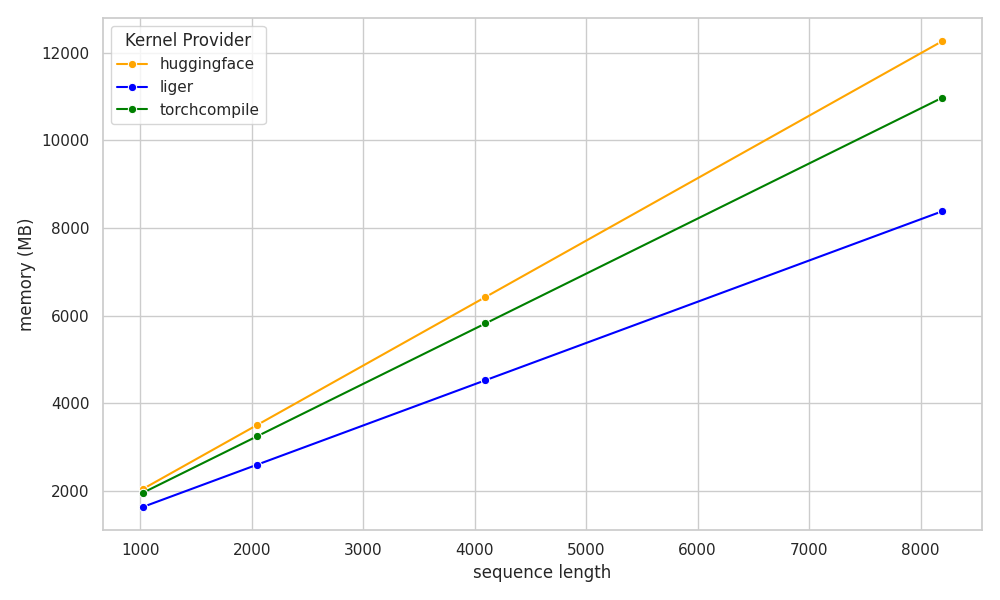 Kernel Provider
huggingface
liger
torchcompile
12000
10000
8000
6000
4000
2000
memory (MB)
1000 2000 3000 4000 5000 6000 7000 8000
sequence length